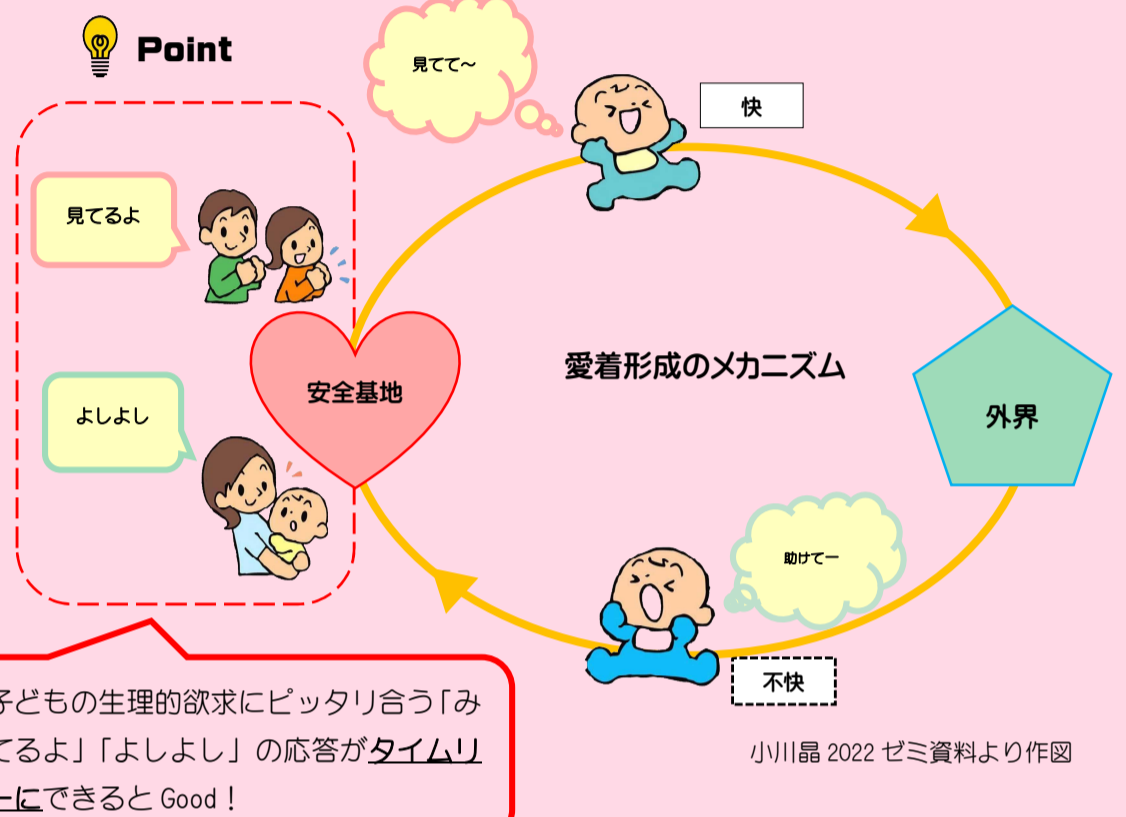 Point
見てて～
快
見てるよ
愛着形成のメカニズム
安全基地
外界
よしよし
助けてー
不快
子どもの生理的欲求にピッタリ合う「み
てるよ」「よしよし」の応答がタイムリ
ーにできるとGood！
小川晶 2022 ゼミ資料より作図